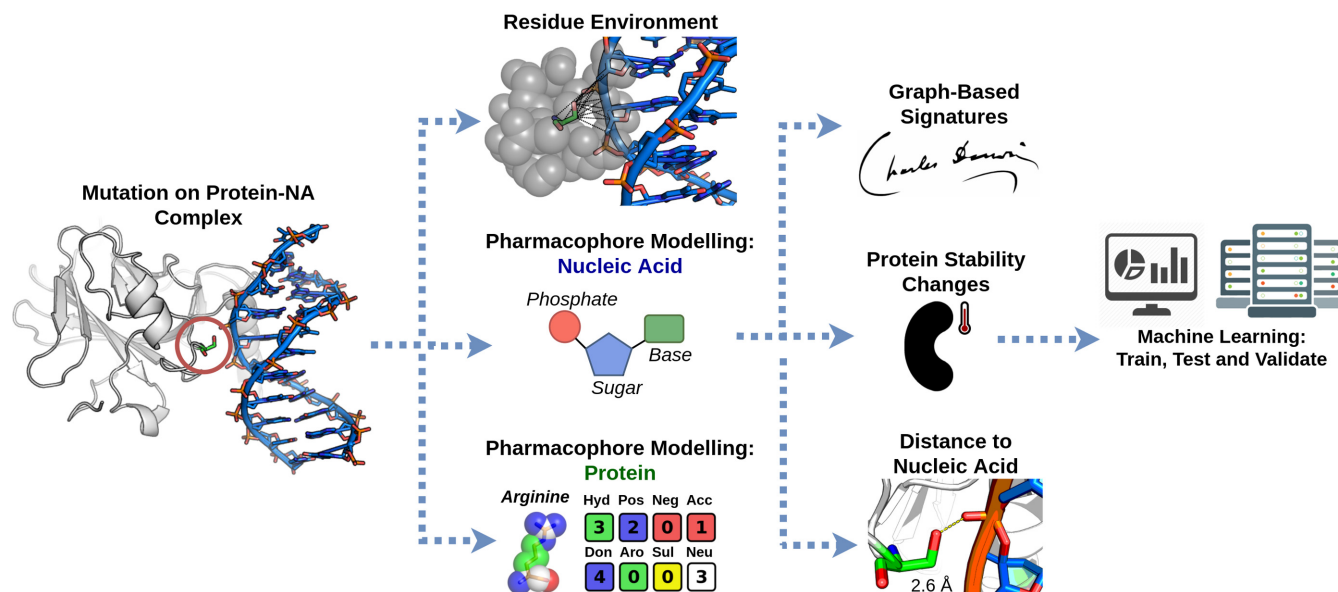 Mutation on Protein-NA
Complex
Residue Environment
Pharmacophore Modelling:
Nucleic Acid
Phosphate
Base
Sugar
Pharmacophore Modelling:
Protein
Arginine
Hyd Pos Neg Acc
3 2 0 1
Don Aro Sul Neu
4 0 0 3
Graph-Based
Signatures
Charles Darwin
Protein Stability
Changes
Distance to
Nucleic Acid
2.6 Å
Machine Learning:
Train, Test and Validate